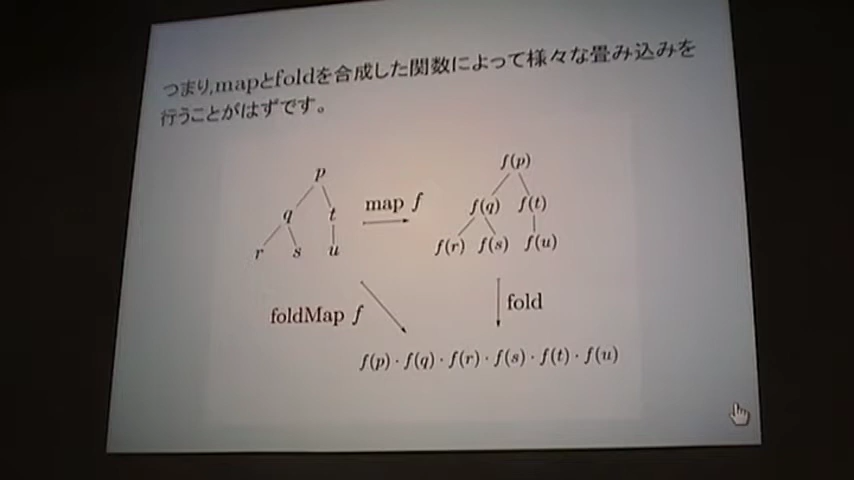 つまり,mapとfoldを合成した関数によって様々な畳み込みを
行うことがはずです。
p
f(p)
q t
map f
f(q) f(t)
r s u
f(r) f(s) f(u)
foldMap f
fold
f(p) · f(q) · f(r) · f(s) · f(t) · f(u)